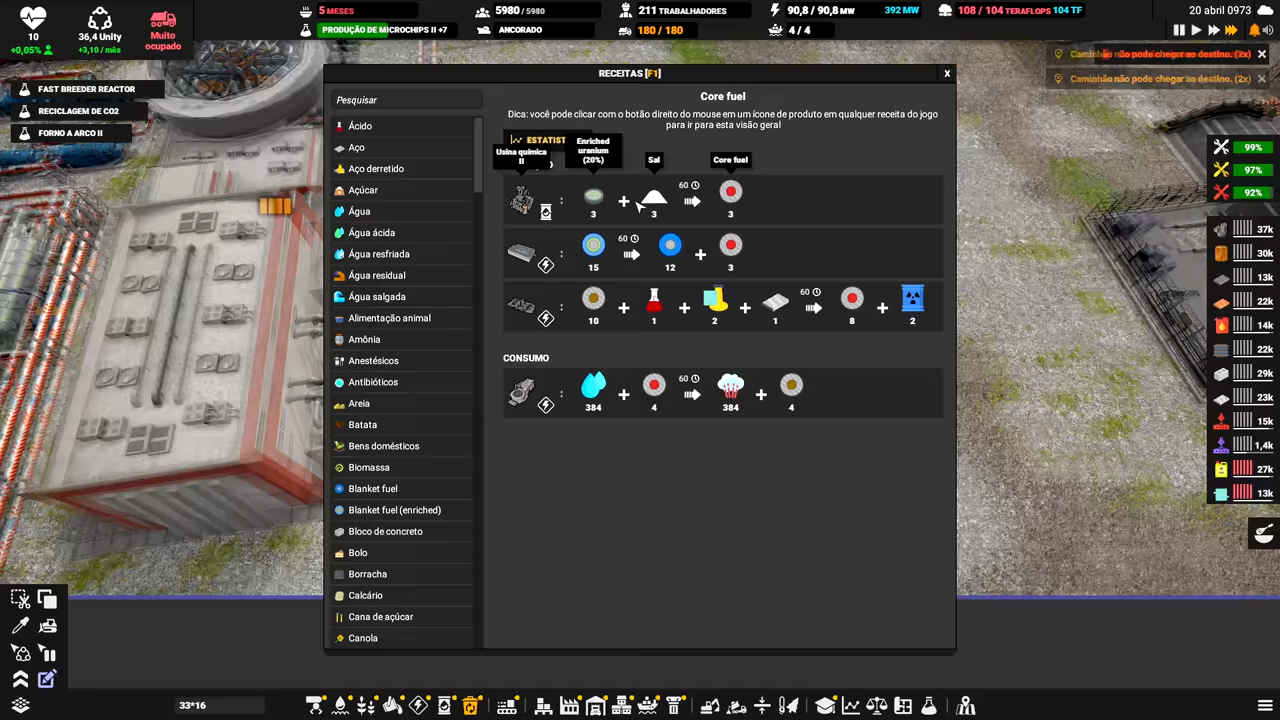 10
+0,05%
36,4 Unity
+3,10 / mês
Muito
ocupado
5 MESES
PRODUÇÃO DE MICROCHIPS II +7
5980 / 5980
ANCORADO
211 TRABALHADORES
180 / 180
90,8 / 90,8 MW
392 MW
4 / 4
108 / 104 TERAFLOPS
104 TF
20 abril 0973
FAST BREEDER REACTOR
RECICLAGEM DE CO2
FORNO A ARCO II
Caminhão não pode chegar ao destino. (2x)
Caminhão não pode chegar ao destino. (2x)
RECEITAS [F1]
X
Pesquisar
Ácido
Aço
Aço derretido
Açúcar
Água
Água ácida
Água resfriada
Água residual
Água salgada
Alimentação animal
Amônia
Anestésicos
Antibióticos
Areia
Batata
Bens domésticos
Biomassa
Blanket fuel
Blanket fuel (enriched)
Bloco de concreto
Bolo
Borracha
Calcário
Cana de açúcar
Canola
Core fuel
Dica: você pode clicar com o botão direito do mouse em um ícone de produto em qualquer receita do jogo
para ir para esta visão geral
ESTATIST
Usina química
II
Enriched
uranium
(20%)
Sal
Core fuel
: 3 + 3 60 3
: 15 60 12 + 3
: 10 + 1 + 2 + 1 60 8 + 2
CONSUMO
: 384 + 4 60 384 + 4
99%
97%
92%
37k
30k
13k
22k
14k
22k
29k
23k
15k
1,4k
27k
13k
33*16